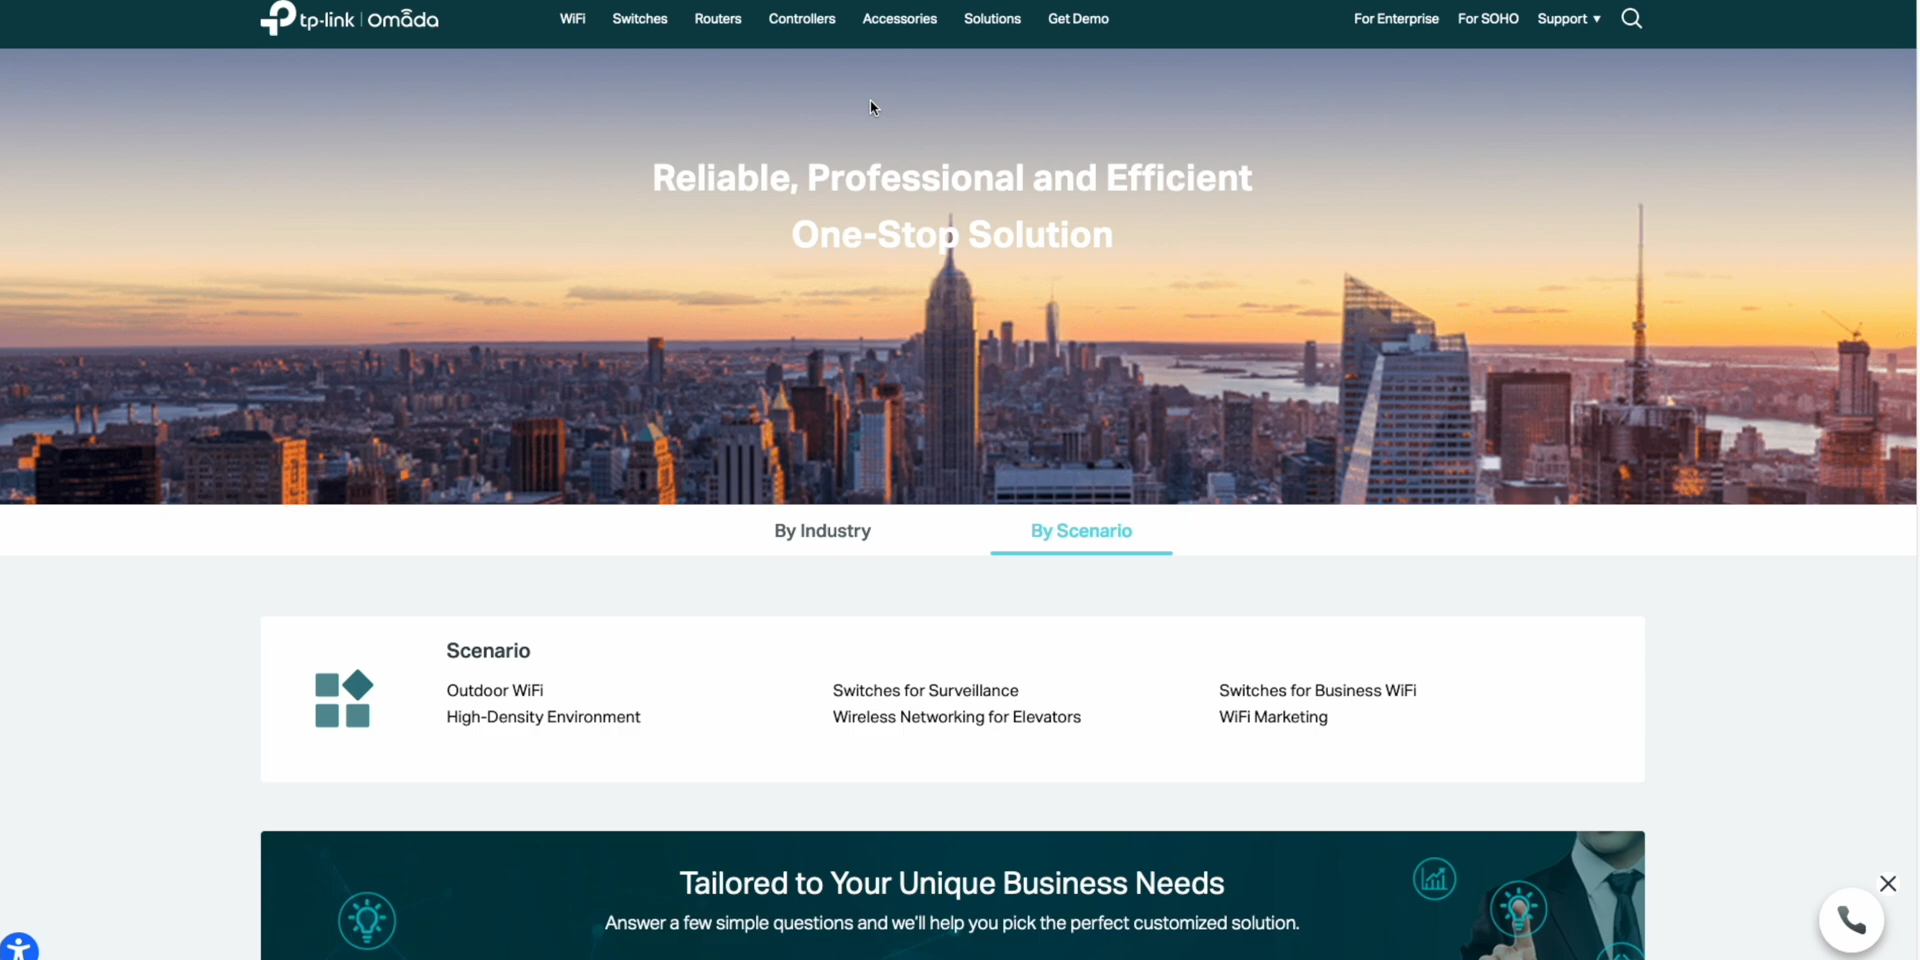 tp-link | Omada
WiFi
Switches
Routers
Controllers
Accessories
Solutions
Get Demo
For Enterprise
For SOHO
Support
Reliable, Professional and Efficient
One-Stop Solution
By Industry
By Scenario
Scenario
Outdoor WiFi
Switches for Surveillance
Switches for Business WiFi
High-Density Environment
Wireless Networking for Elevators
WiFi Marketing
Tailored to Your Unique Business Needs
Answer a few simple questions and we'll help you pick the perfect customized solution.